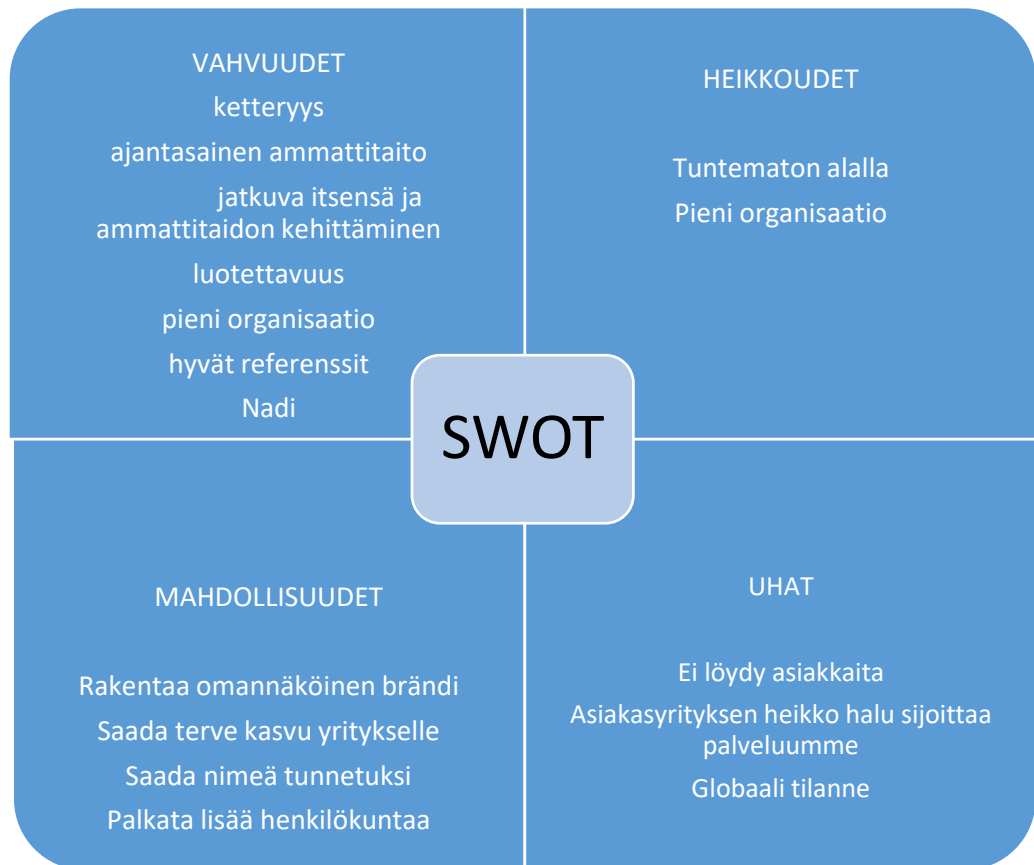 VAHVUUDET
ketteryys
ajantasainen ammattitaito
jatkuva itsensä ja
ammattitaidon kehittäminen
luotettavuus
pieni organisaatio
hyvät referenssit
Nadi
HEIKKOUDET
Tuntematon alalla
Pieni organisaatio
SWOT
MAHDOLLISUUDET
Rakentaa omannäköinen brändi
Saada terve kasvu yritykselle
Saada nimeä tunnetuksi
Palkata lisää henkilökuntaa
UHAT
Ei löydy asiakkaita
Asiakasyrityksen heikko halu sijoittaa
palveluumme
Globaali tilanne